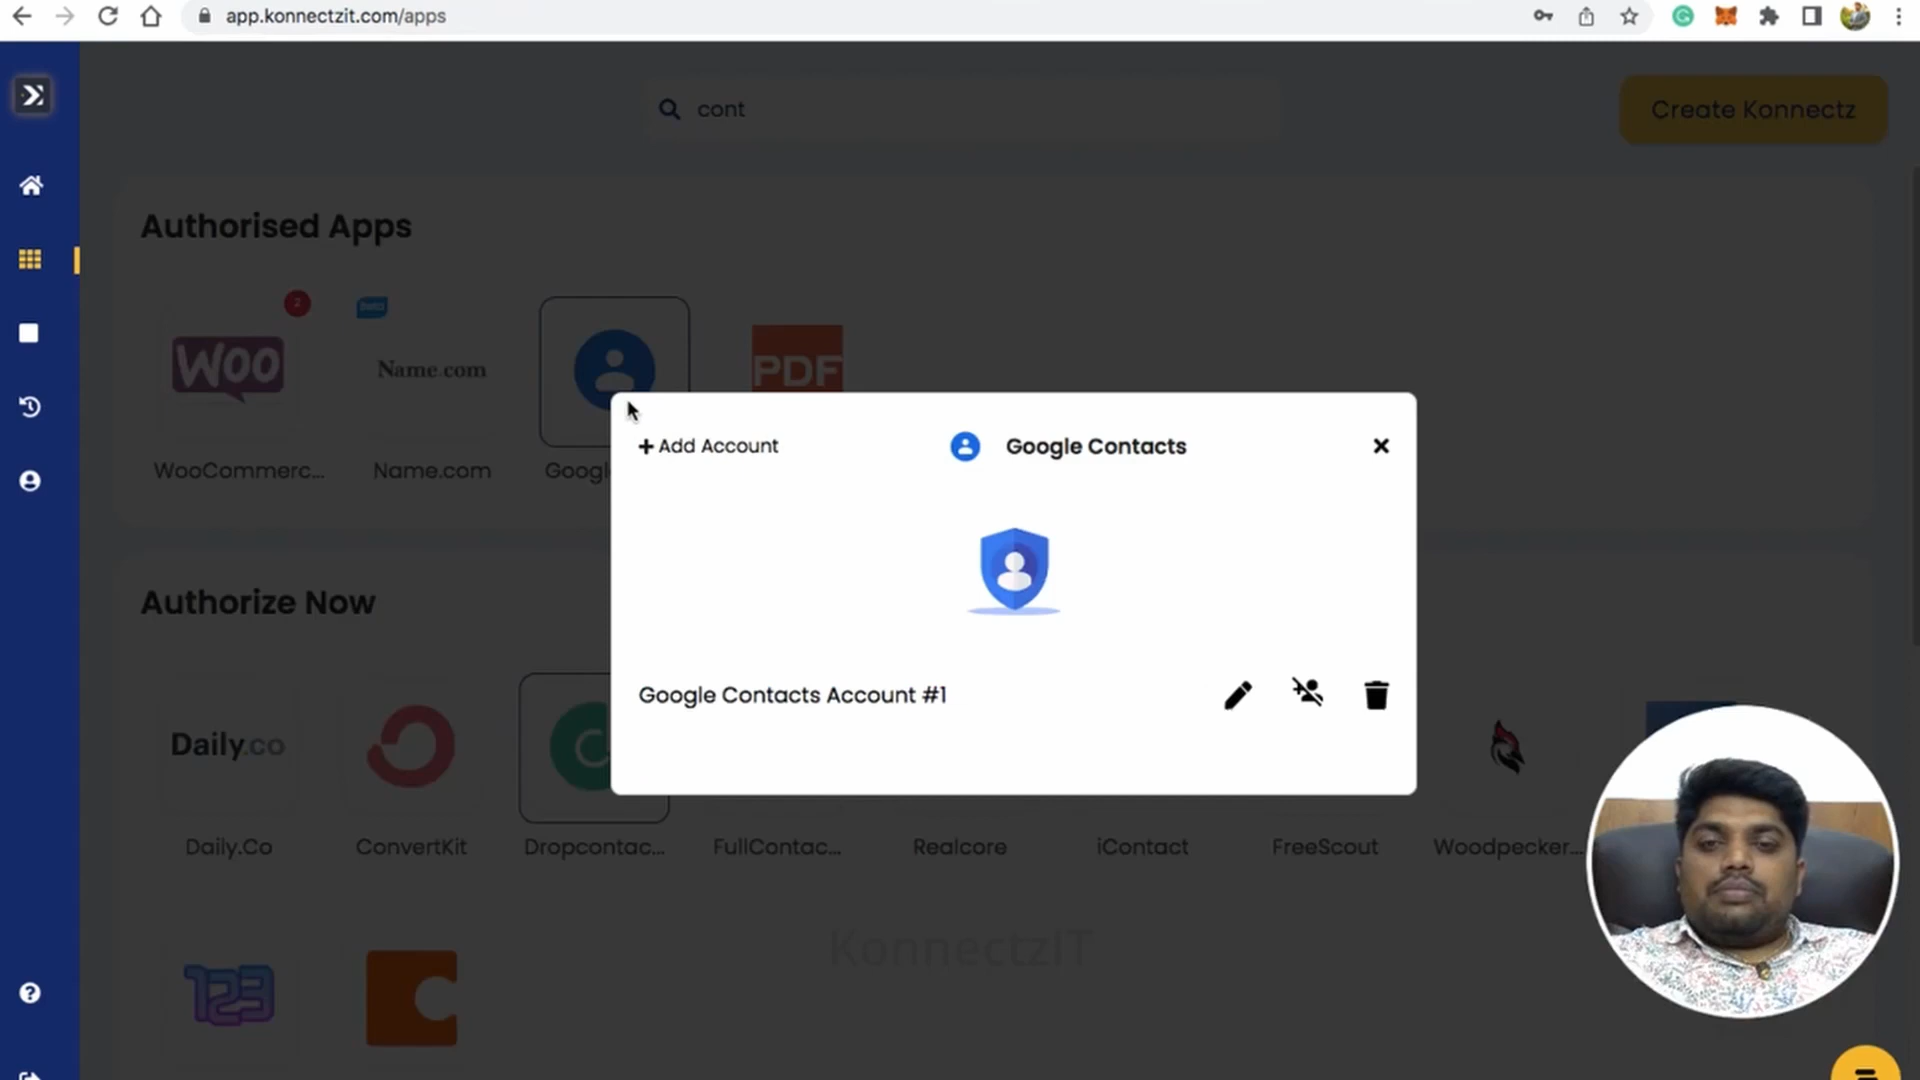 app.konnectzit.com/apps
cont
Create Konnectz
Authorised Apps
2
beta
WOO
Name.com
PDF
WooCommerc...
Name.com
Googl
+ Add Account
Google Contacts
Google Contacts Account #1
Authorize Now
Daily.co
Daily.Co
ConvertKit
Dropcontac...
FullContac...
Realcore
iContact
FreeScout
Woodpecker...
KonnectzIT
123